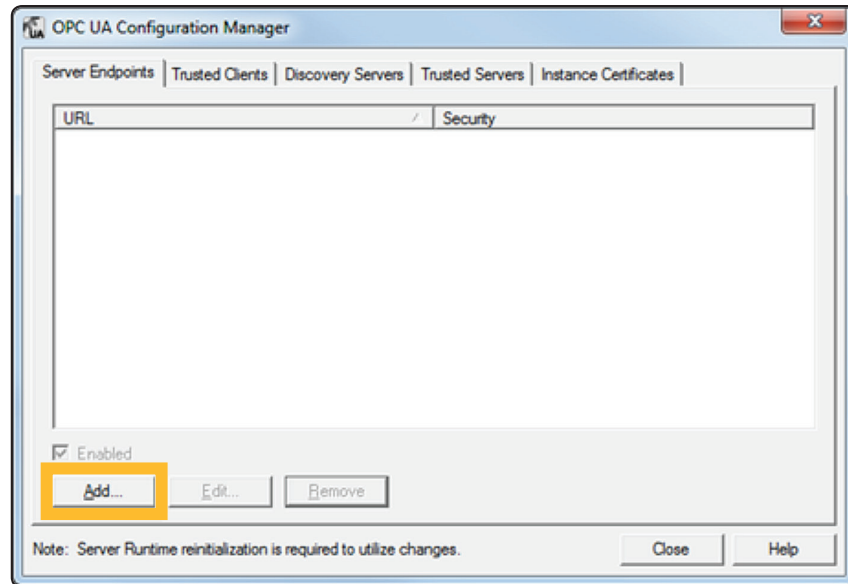 UA OPC UA Configuration Manager
Server Endpoints Trusted Clients Discovery Servers Trusted Servers Instance Certificates
URL Security
Enabled
Add... Edit... Remove
Note: Server Runtime reinitialization is required to utilize changes. Close Help